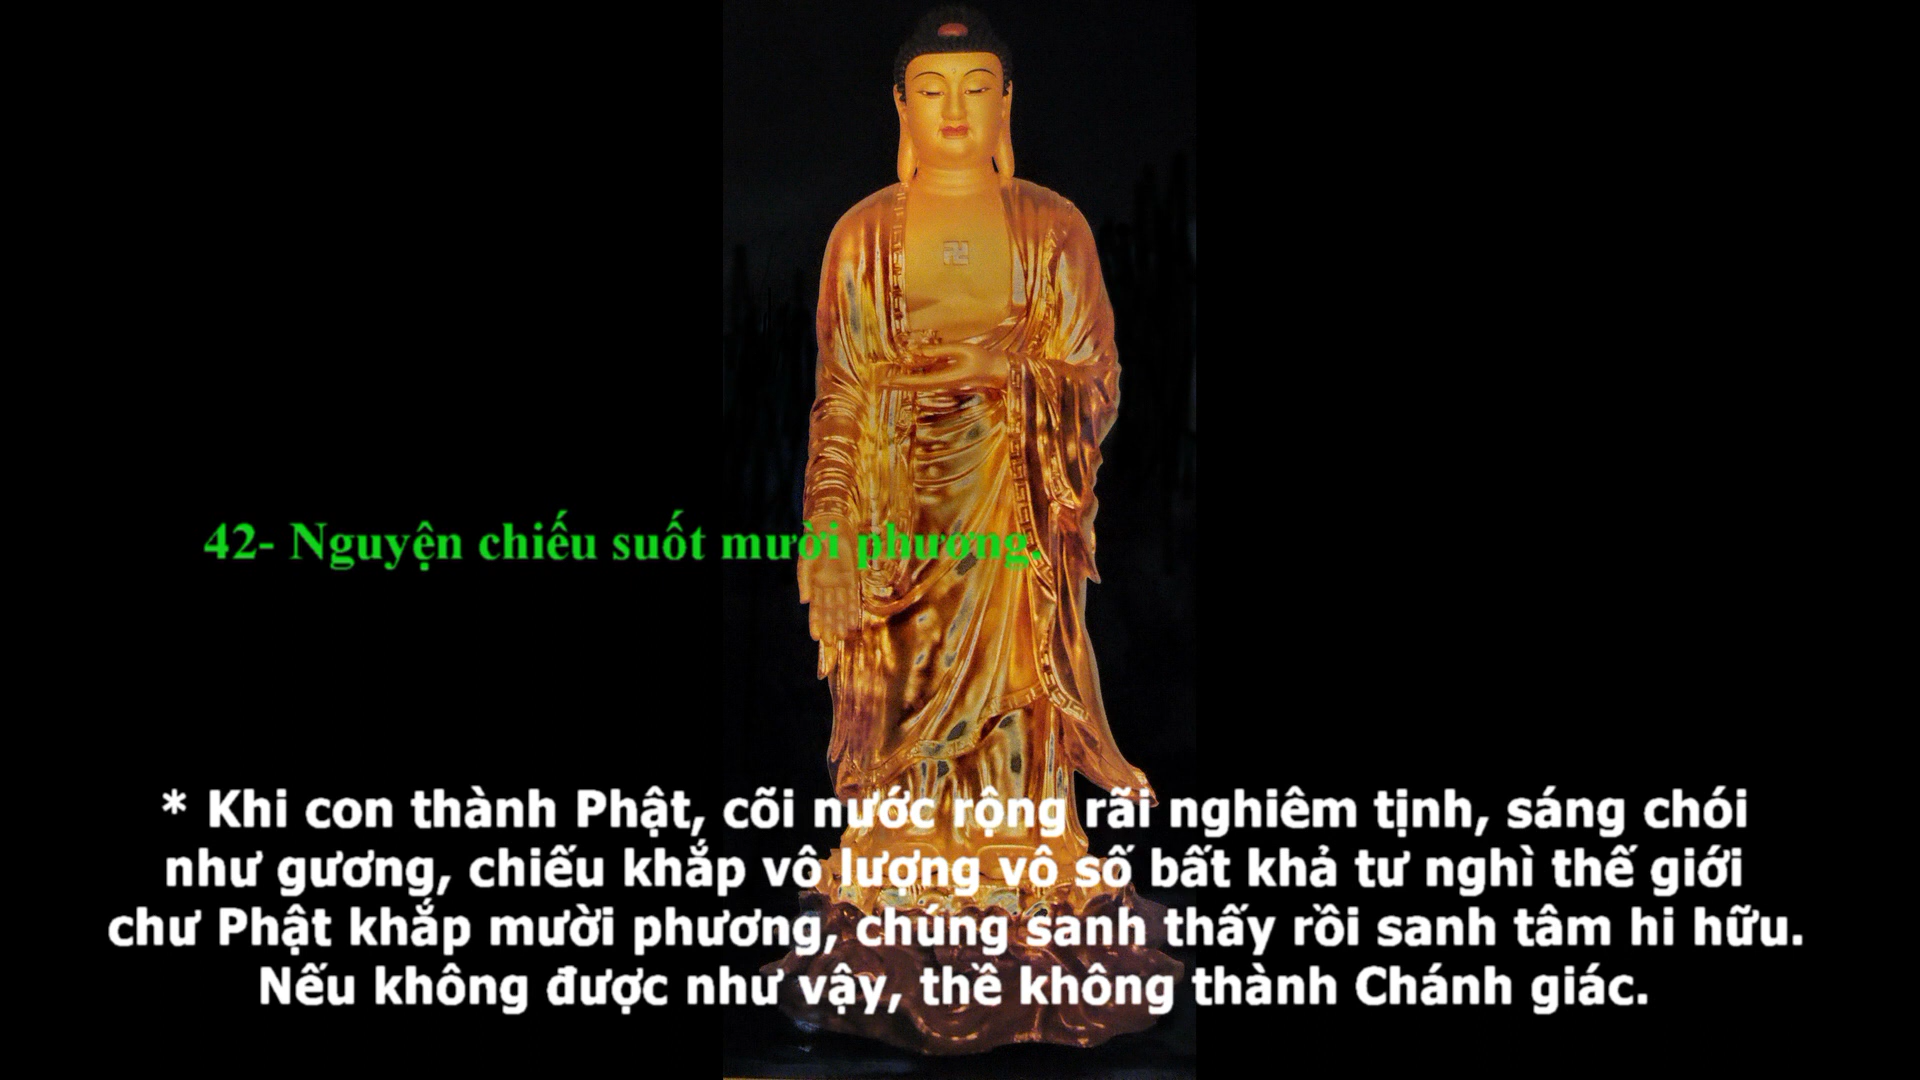 42- Nguyện chiếu suốt mười phương.
* Khi con thành Phật, cõi nước rộng rãi nghiêm tịnh, sáng chói
như gương, chiếu khắp vô lượng vô số bất khả tư nghì thế giới
chư Phật khắp mười phương, chúng sanh thấy rồi sanh tâm hi hữu.
Nếu không được như vậy, thề không thành Chánh giác.